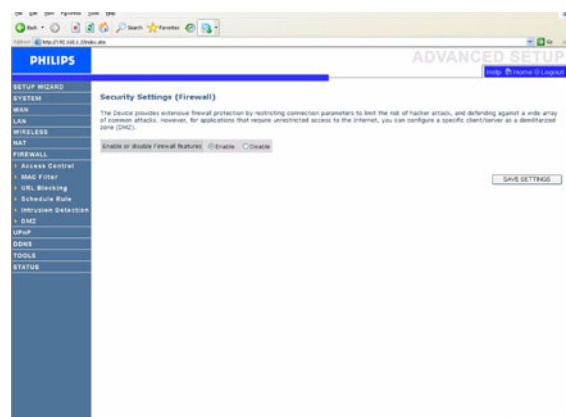 Back
Search
Favorites
PHILIPS
ADVANCED SETUP
Help Home Logout
SETUP WIZARD
SYSTEM
WAN
LAN
WIRELESS
NAT
FIREWALL
Access Control
MAC Filter
URL Blocking
Schedule Rule
Intrusion Detection
DMZ
UPnP
DDNS
TOOLS
STATUS
Security Settings (Firewall)
The Device provides extensive firewall protection by restricting connection parameters to limit the risk of hacker attack, and defending against a wide array
of common attacks. However, for applications that require unrestricted access to the Internet, you can configure a specific client/server as a demilitarized
zone (DMZ).
Enable or disable Firewall features Enable Disable
SAVE SETTINGS